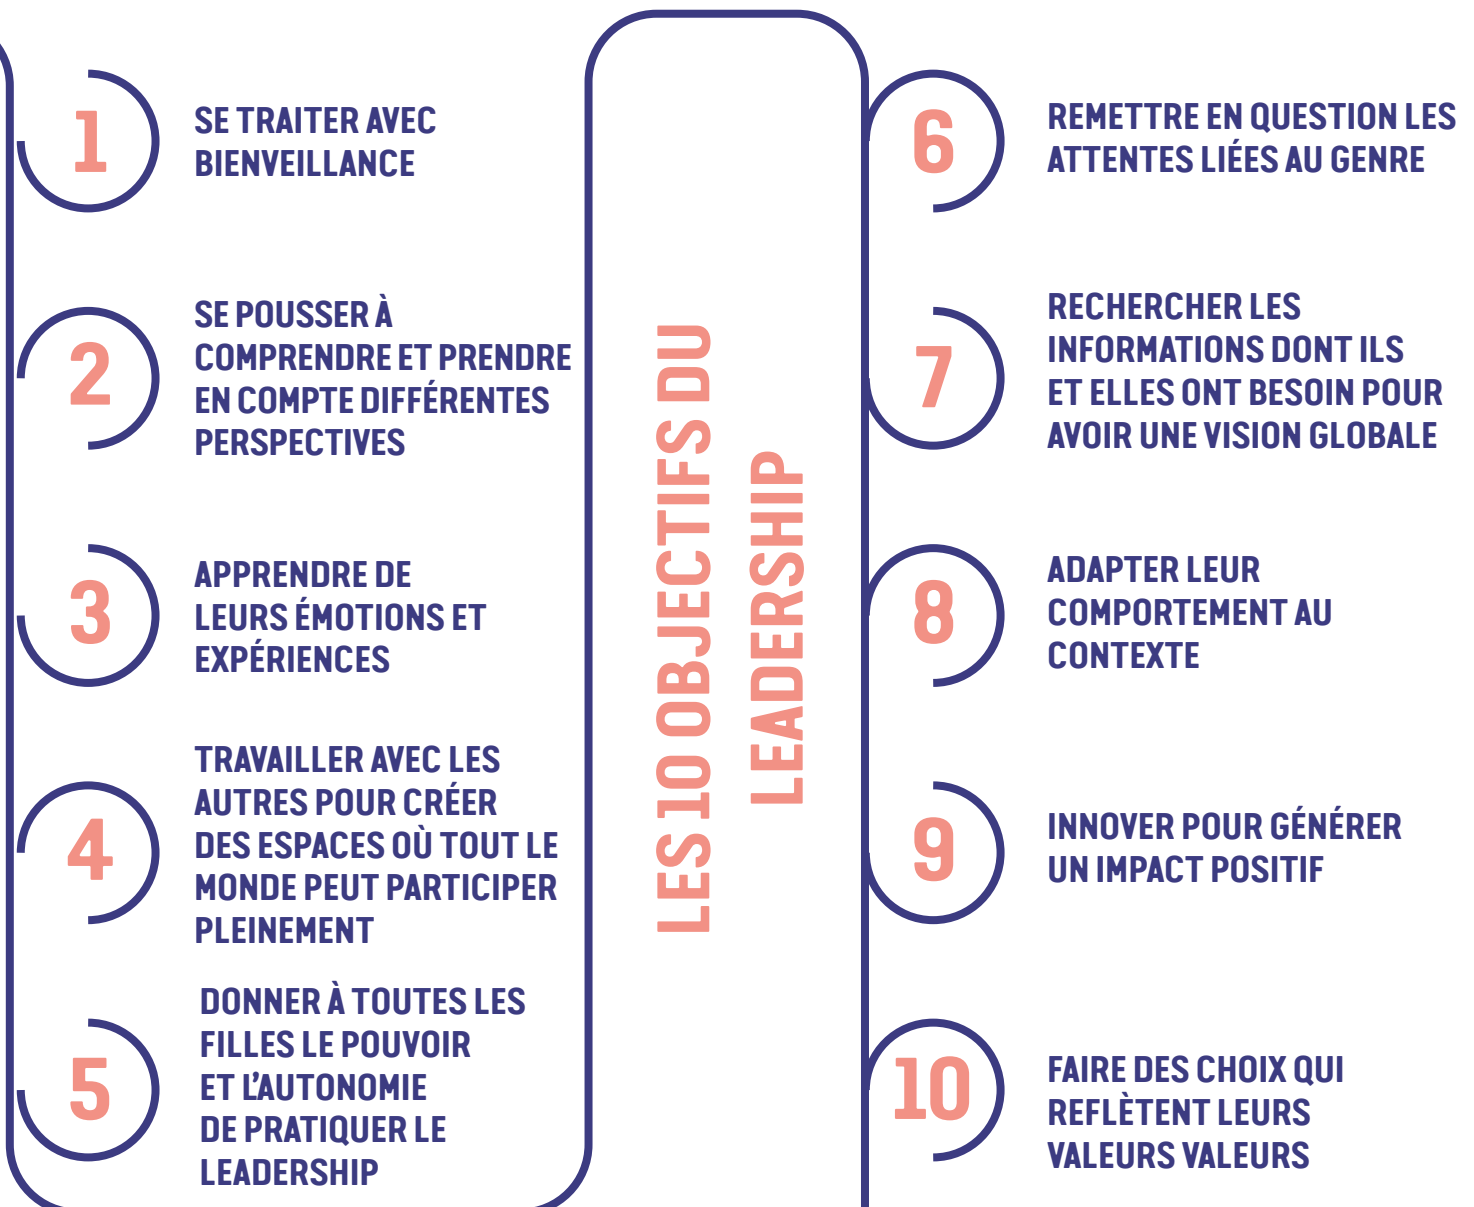 1
SE TRAITER AVEC
BIENVEILLANCE
2
SE POUSSER À
COMPRENDRE ET PRENDRE
EN COMPTE DIFFÉRENTES
PERSPECTIVES
3
APPRENDRE DE
LEURS ÉMOTIONS ET
EXPÉRIENCES
4
TRAVAILLER AVEC LES
AUTRES POUR CRÉER
DES ESPACES OÙ TOUT LE
MONDE PEUT PARTICIPER
PLEINEMENT
5
DONNER À TOUTES LES
FILLES LE POUVOIR
ET L'AUTONOMIE
DE PRATIQUER LE
LEADERSHIP
LES 10 OBJECTIFS DU
LEADERSHIP
6
REMETTRE EN QUESTION LES
ATTENTES LIÉES AU GENRE
7
RECHERCHER LES
INFORMATIONS DONT ILS
ET ELLES ONT BESOIN POUR
AVOIR UNE VISION GLOBALE
8
ADAPTER LEUR
COMPORTEMENT AU
CONTEXTE
9
INNOVER POUR GÉNÉRER
UN IMPACT POSITIF
10
FAIRE DES CHOIX QUI
REFLÈTENT LEURS
VALEURS VALEURS